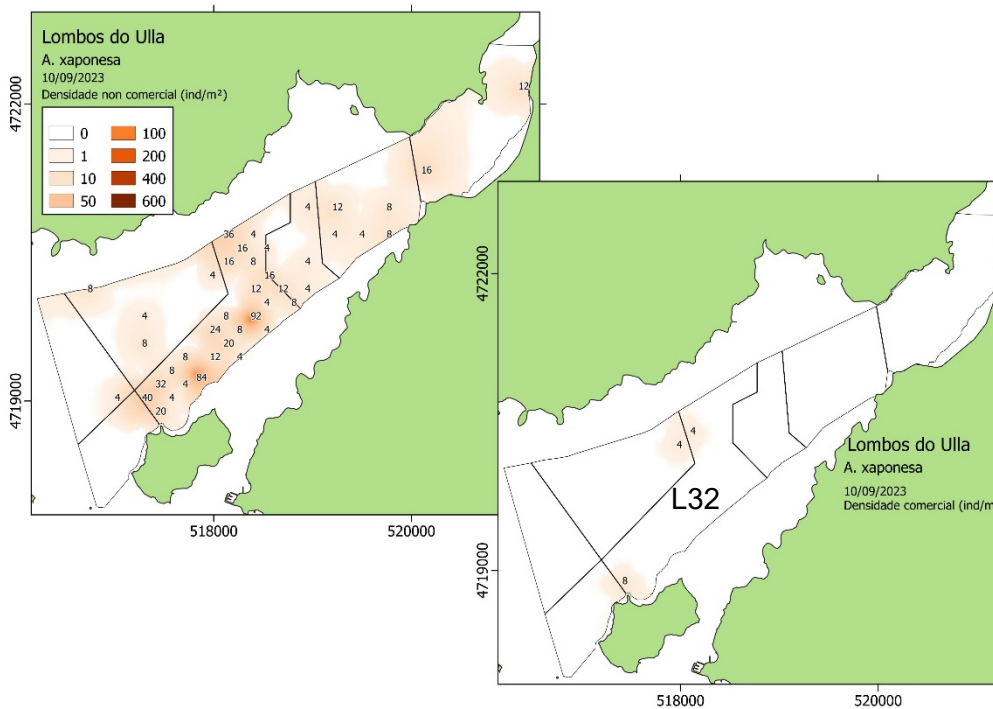 Lombos do Ulla
A. xaponesa
10/09/2023
Densidade non comercial (ind/m²)
0 100
1 200
10 400
50 600
4722000
4719000
12
16
4 12 8
36 4 4 4 8
16 4
16 8 4
4 16
8 12 12 4
4 8
4 8 92
24 8 4
8 20
8 12 4
8 84
32 4
4 40 4
20
518000 520000
4722000
4719000
4
4
L32
8
Lombos do Ulla
A. xaponesa
10/09/2023
Densidade comercial (ind/m
518000 520000